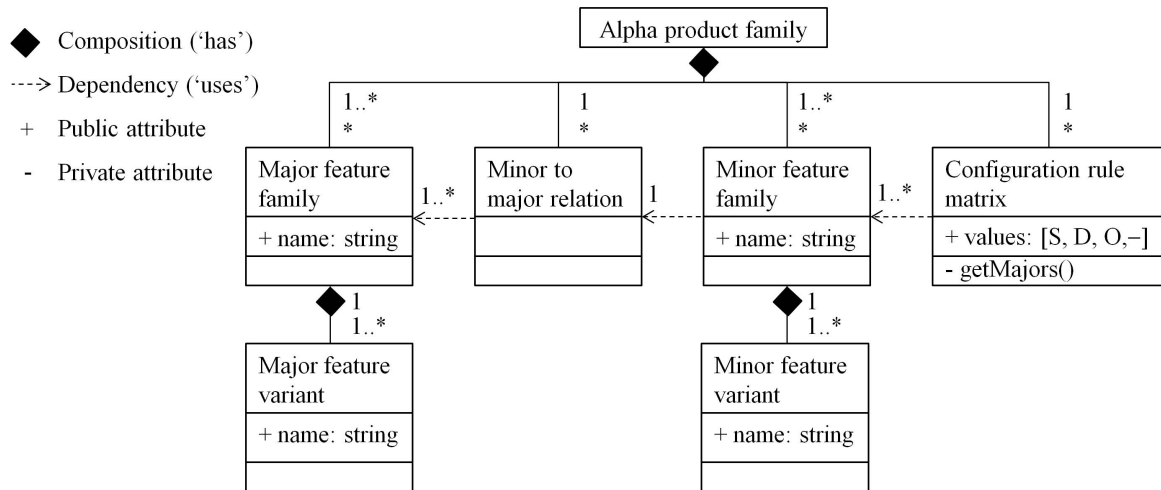 Composition (‘has’)
Dependency (‘uses’)
+ Public attribute
- Private attribute
Alpha product family
1..*
*
1
*
1..*
*
1
*
Major feature
family
+ name: string
1..*
Minor to
major relation
1
Minor feature
family
+ name: string
1..*
Configuration rule
matrix
+ values: [S, D, O,–]
- getMajors()
1
1..*
Major feature
variant
+ name: string
1
1..*
Minor feature
variant
+ name: string